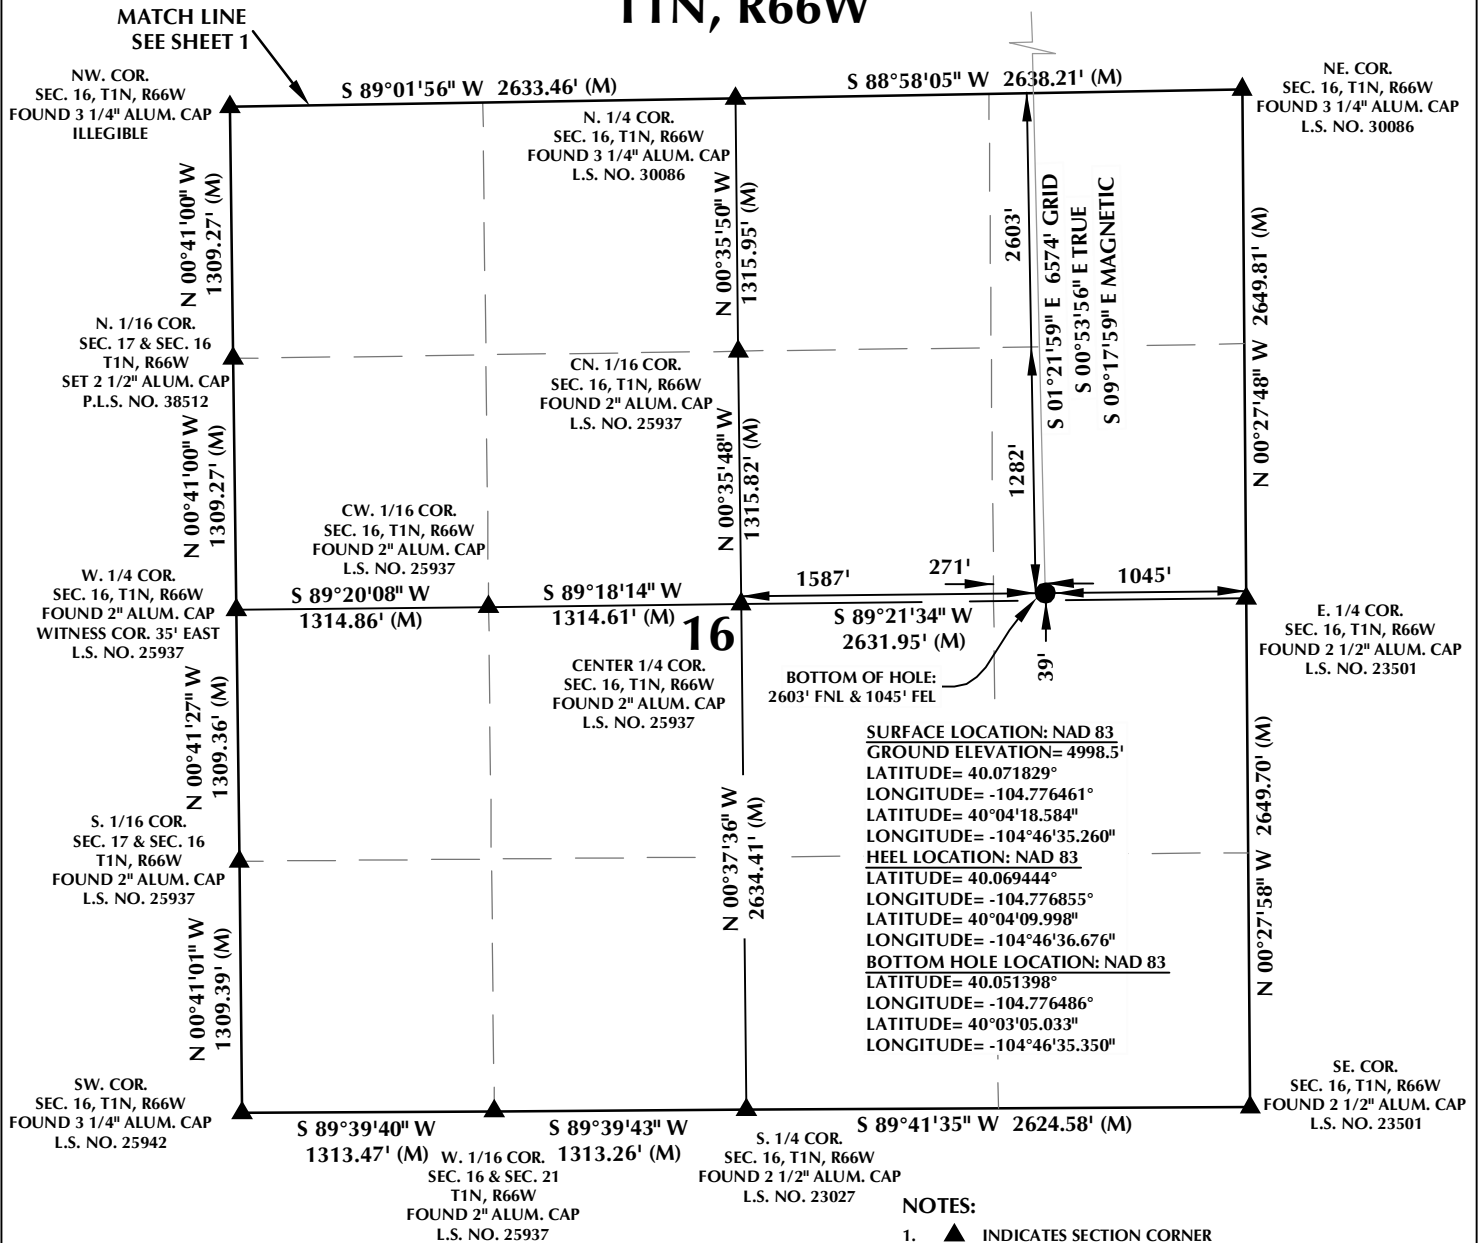 T1N, R66W
MATCH LINE
SEE SHEET 1
NW. COR.
SEC. 16, T1N, R66W
FOUND 3 1/4" ALUM. CAP
ILLEGIBLE
S 89°01'56" W 2633.46' (M)
N. 1/4 COR.
SEC. 16, T1N, R66W
FOUND 3 1/4" ALUM. CAP
L.S. NO. 30086
S 88°58'05" W 2638.21' (M)
NE. COR.
SEC. 16, T1N, R66W
FOUND 3 1/4" ALUM. CAP
L.S. NO. 30086
N 00°41'00" W
1309.27' (M)
N 00°35'50" W
1315.95' (M)
2603'
S 01°21'59" E 6574' GRID
S 00°53'56" E TRUE
S 09°17'59" E MAGNETIC
N 00°27'48" W 2649.81' (M)
N. 1/16 COR.
SEC. 17 & SEC. 16
T1N, R66W
SET 2 1/2" ALUM. CAP
P.L.S. NO. 38512
CN. 1/16 COR.
SEC. 16, T1N, R66W
FOUND 2" ALUM. CAP
L.S. NO. 25937
N 00°41'00" W
1309.27' (M)
N 00°35'48" W
1315.82' (M)
1282'
CW. 1/16 COR.
SEC. 16, T1N, R66W
FOUND 2" ALUM. CAP
L.S. NO. 25937
W. 1/4 COR.
SEC. 16, T1N, R66W
FOUND 2" ALUM. CAP
WITNESS COR. 35' EAST
L.S. NO. 25937
S 89°20'08" W
1314.86' (M)
S 89°18'14" W
1314.61' (M)
16
1587'
271'
1045'
S 89°21'34" W
2631.95' (M)
39'
E. 1/4 COR.
SEC. 16, T1N, R66W
FOUND 2 1/2" ALUM. CAP
L.S. NO. 23501
CENTER 1/4 COR.
SEC. 16, T1N, R66W
FOUND 2" ALUM. CAP
L.S. NO. 25937
BOTTOM OF HOLE:
2603' FNL & 1045' FEL
N 00°41'27" W
1309.36' (M)
N 00°37'36" W
2634.41' (M)
SURFACE LOCATION: NAD 83
GROUND ELEVATION= 4998.5'
LATITUDE= 40.071829°
LONGITUDE= -104.776461°
LATITUDE= 40°04'18.584"
LONGITUDE= -104°46'35.260"
HEEL LOCATION: NAD 83
LATITUDE= 40.069444°
LONGITUDE= -104.776855°
LATITUDE= 40°04'09.998"
LONGITUDE= -104°46'36.676"
BOTTOM HOLE LOCATION: NAD 83
LATITUDE= 40.051398°
LONGITUDE= -104.776486°
LATITUDE= 40°03'05.033"
LONGITUDE= -104°46'35.350"
N 00°27'58" W 2649.70' (M)
S. 1/16 COR.
SEC. 17 & SEC. 16
T1N, R66W
FOUND 2" ALUM. CAP
L.S. NO. 25937
N 00°41'01" W
1309.39' (M)
SW. COR.
SEC. 16, T1N, R66W
FOUND 3 1/4" ALUM. CAP
L.S. NO. 25942
S 89°39'40" W
1313.47' (M)
W. 1/16 COR.
SEC. 16 & SEC. 21
T1N, R66W
FOUND 2" ALUM. CAP
L.S. NO. 25937
S 89°39'43" W
1313.26' (M)
S. 1/4 COR.
SEC. 16, T1N, R66W
FOUND 2 1/2" ALUM. CAP
L.S. NO. 23027
S 89°41'35" W 2624.58' (M)
SE. COR.
SEC. 16, T1N, R66W
FOUND 2 1/2" ALUM. CAP
L.S. NO. 23501
NOTES:
1. ▲ INDICATES SECTION CORNER